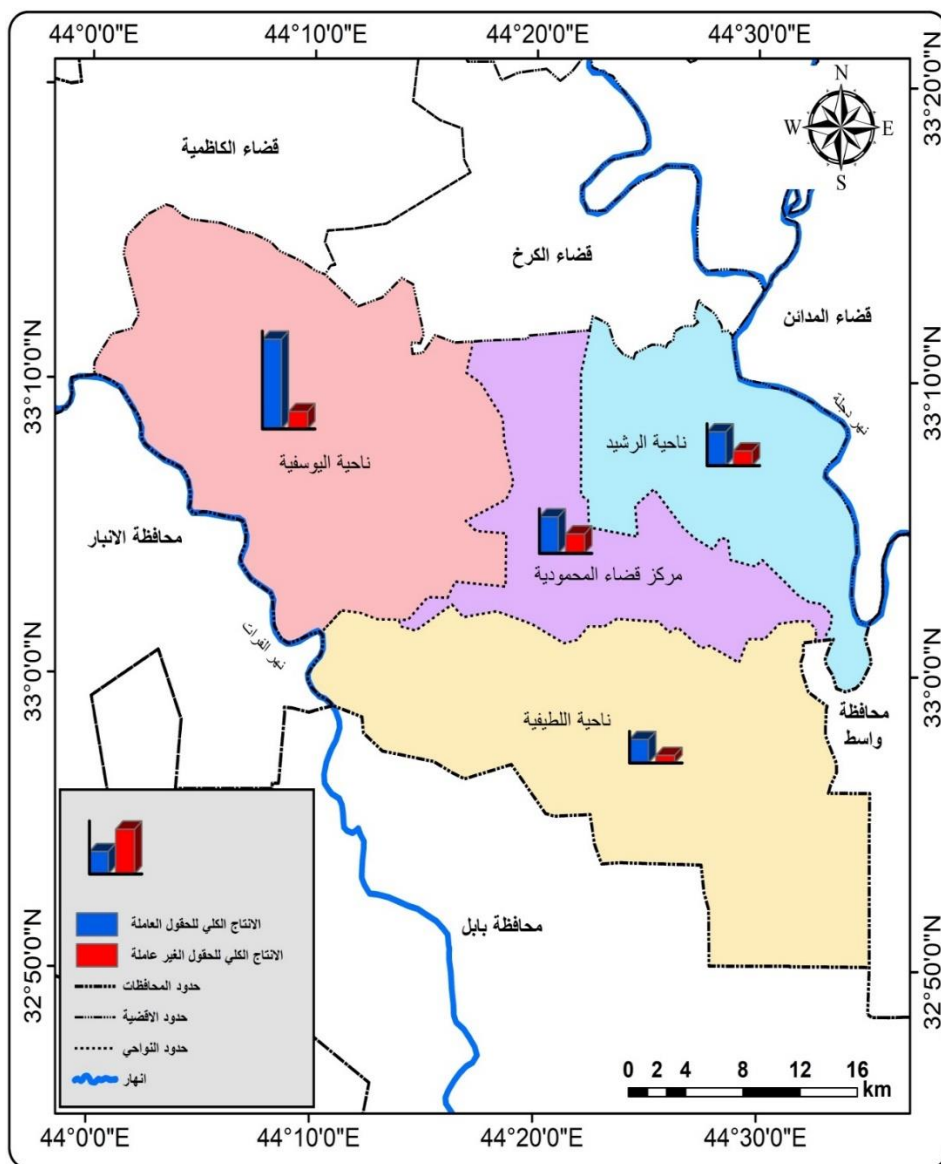 44°0'0"E
44°10'0"E
44°20'0"E
44°30'0"E
33°20'0"N
33°20'0"N
N
W
E
S
قضاء الكاظمية
قضاء الكرخ
قضاء المدائن
33°10'0"N
33°10'0"N
نهر دجلة
ناحية الرشيد
ناحية اليوسفية
محافظة الانبار
مركز قضاء المحمودية
نهر الفرات
33°0'0"N
33°0'0"N
محافظة
واسط
ناحية اللطيفية
محافظة بابل
الانتاج الكلي للحقول العاملة
الانتاج الكلي للحقول الغير عاملة
حدود المحافظات
حدود الاقضية
حدود النواحي
انهار
32°50'0"N
32°50'0"N
0 2 4 8 12 16
km
44°0'0"E
44°10'0"E
44°20'0"E
44°30'0"E